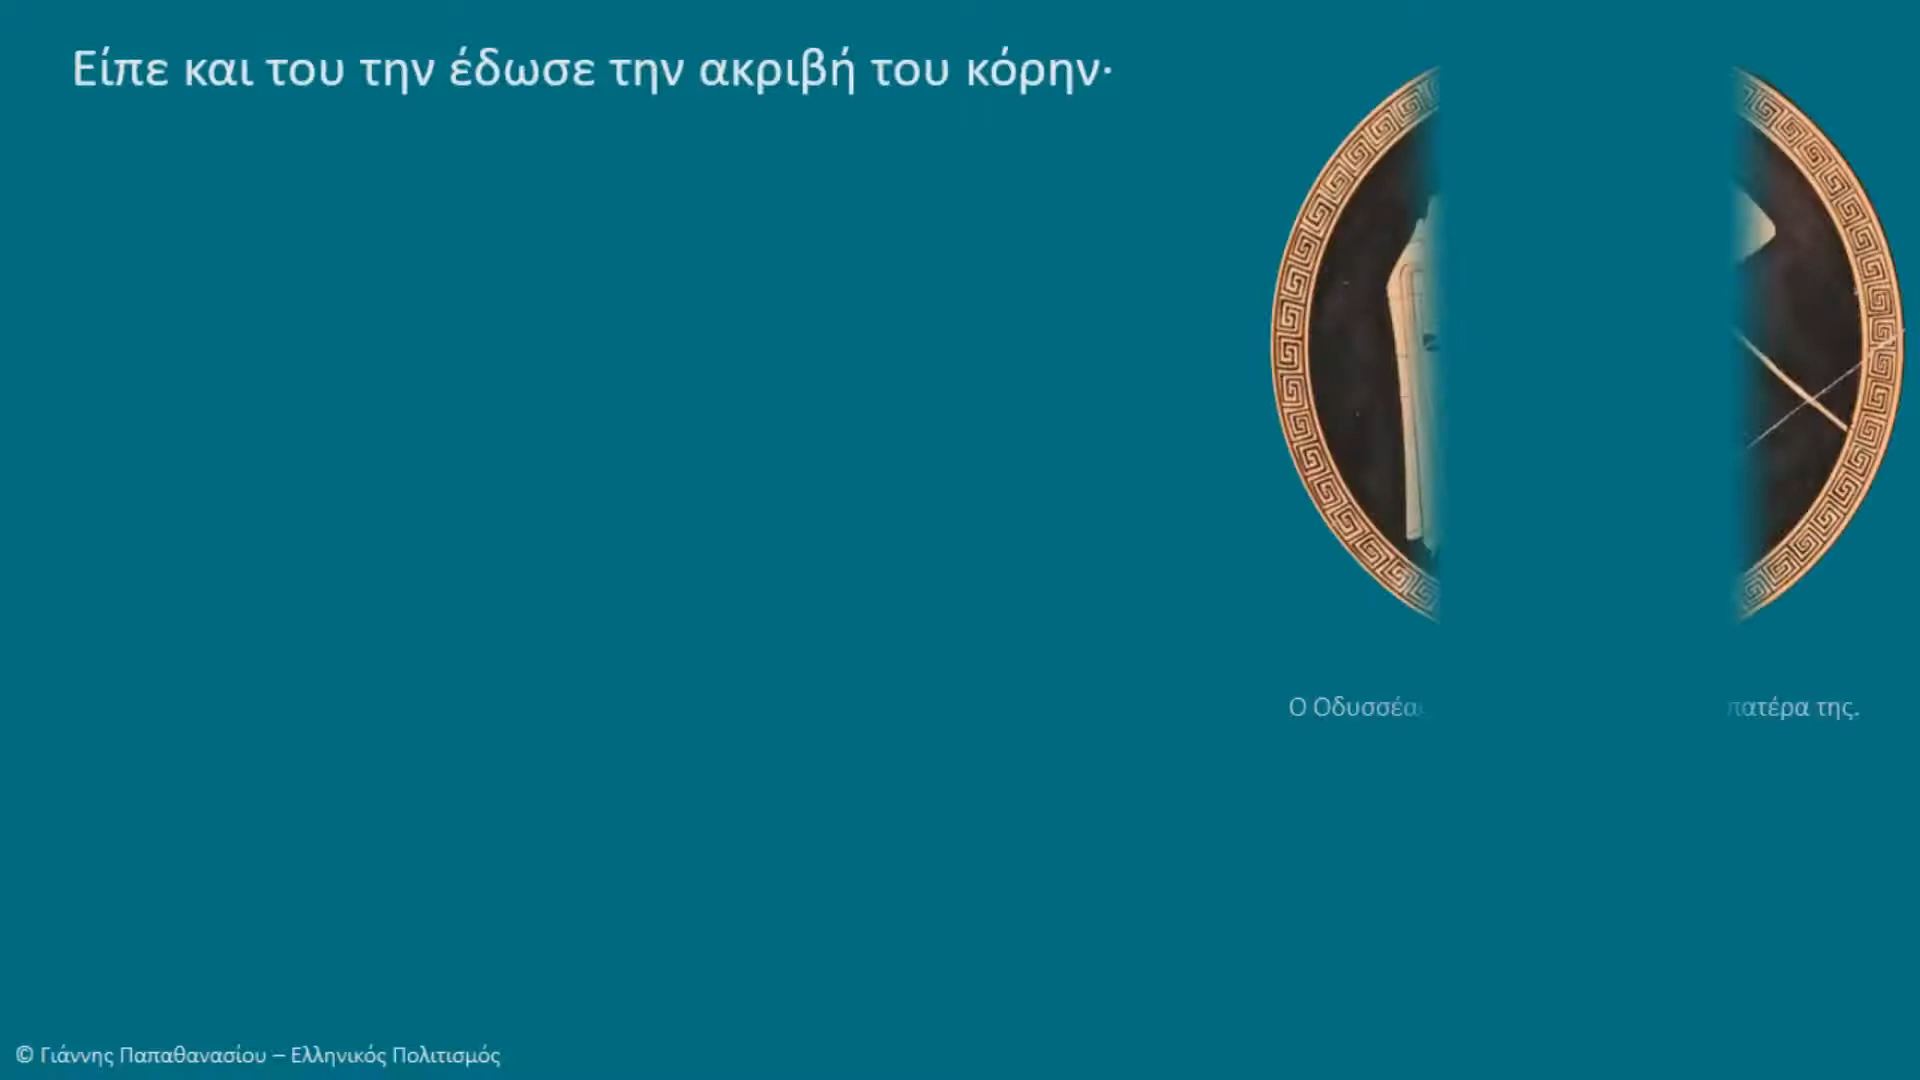 Είπε και του την έδωσε την ακριβή του κόρην·
Ο Οδυσσέα
πατέρα της.
© Γιάννης Παπαθανασίου – Ελληνικός Πολιτισμός